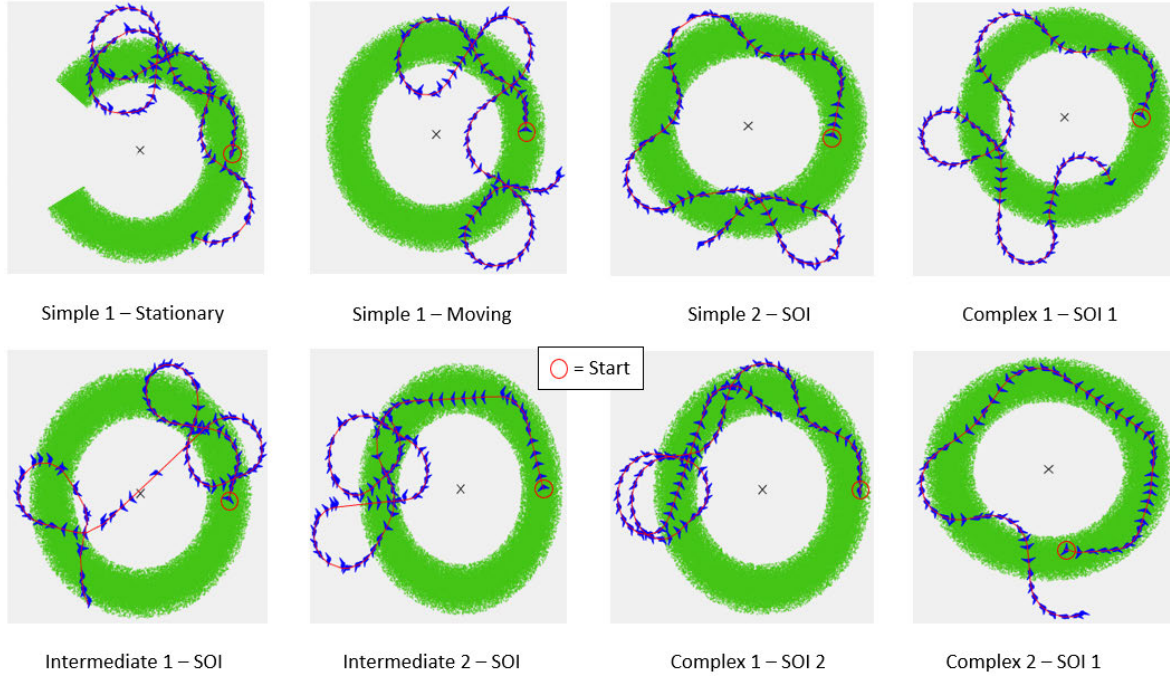 Simple 1 – Stationary
Simple 1 – Moving
Simple 2 – SOI
Complex 1 – SOI 1
= Start
Intermediate 1 – SOI
Intermediate 2 – SOI
Complex 1 – SOI 2
Complex 2 – SOI 1